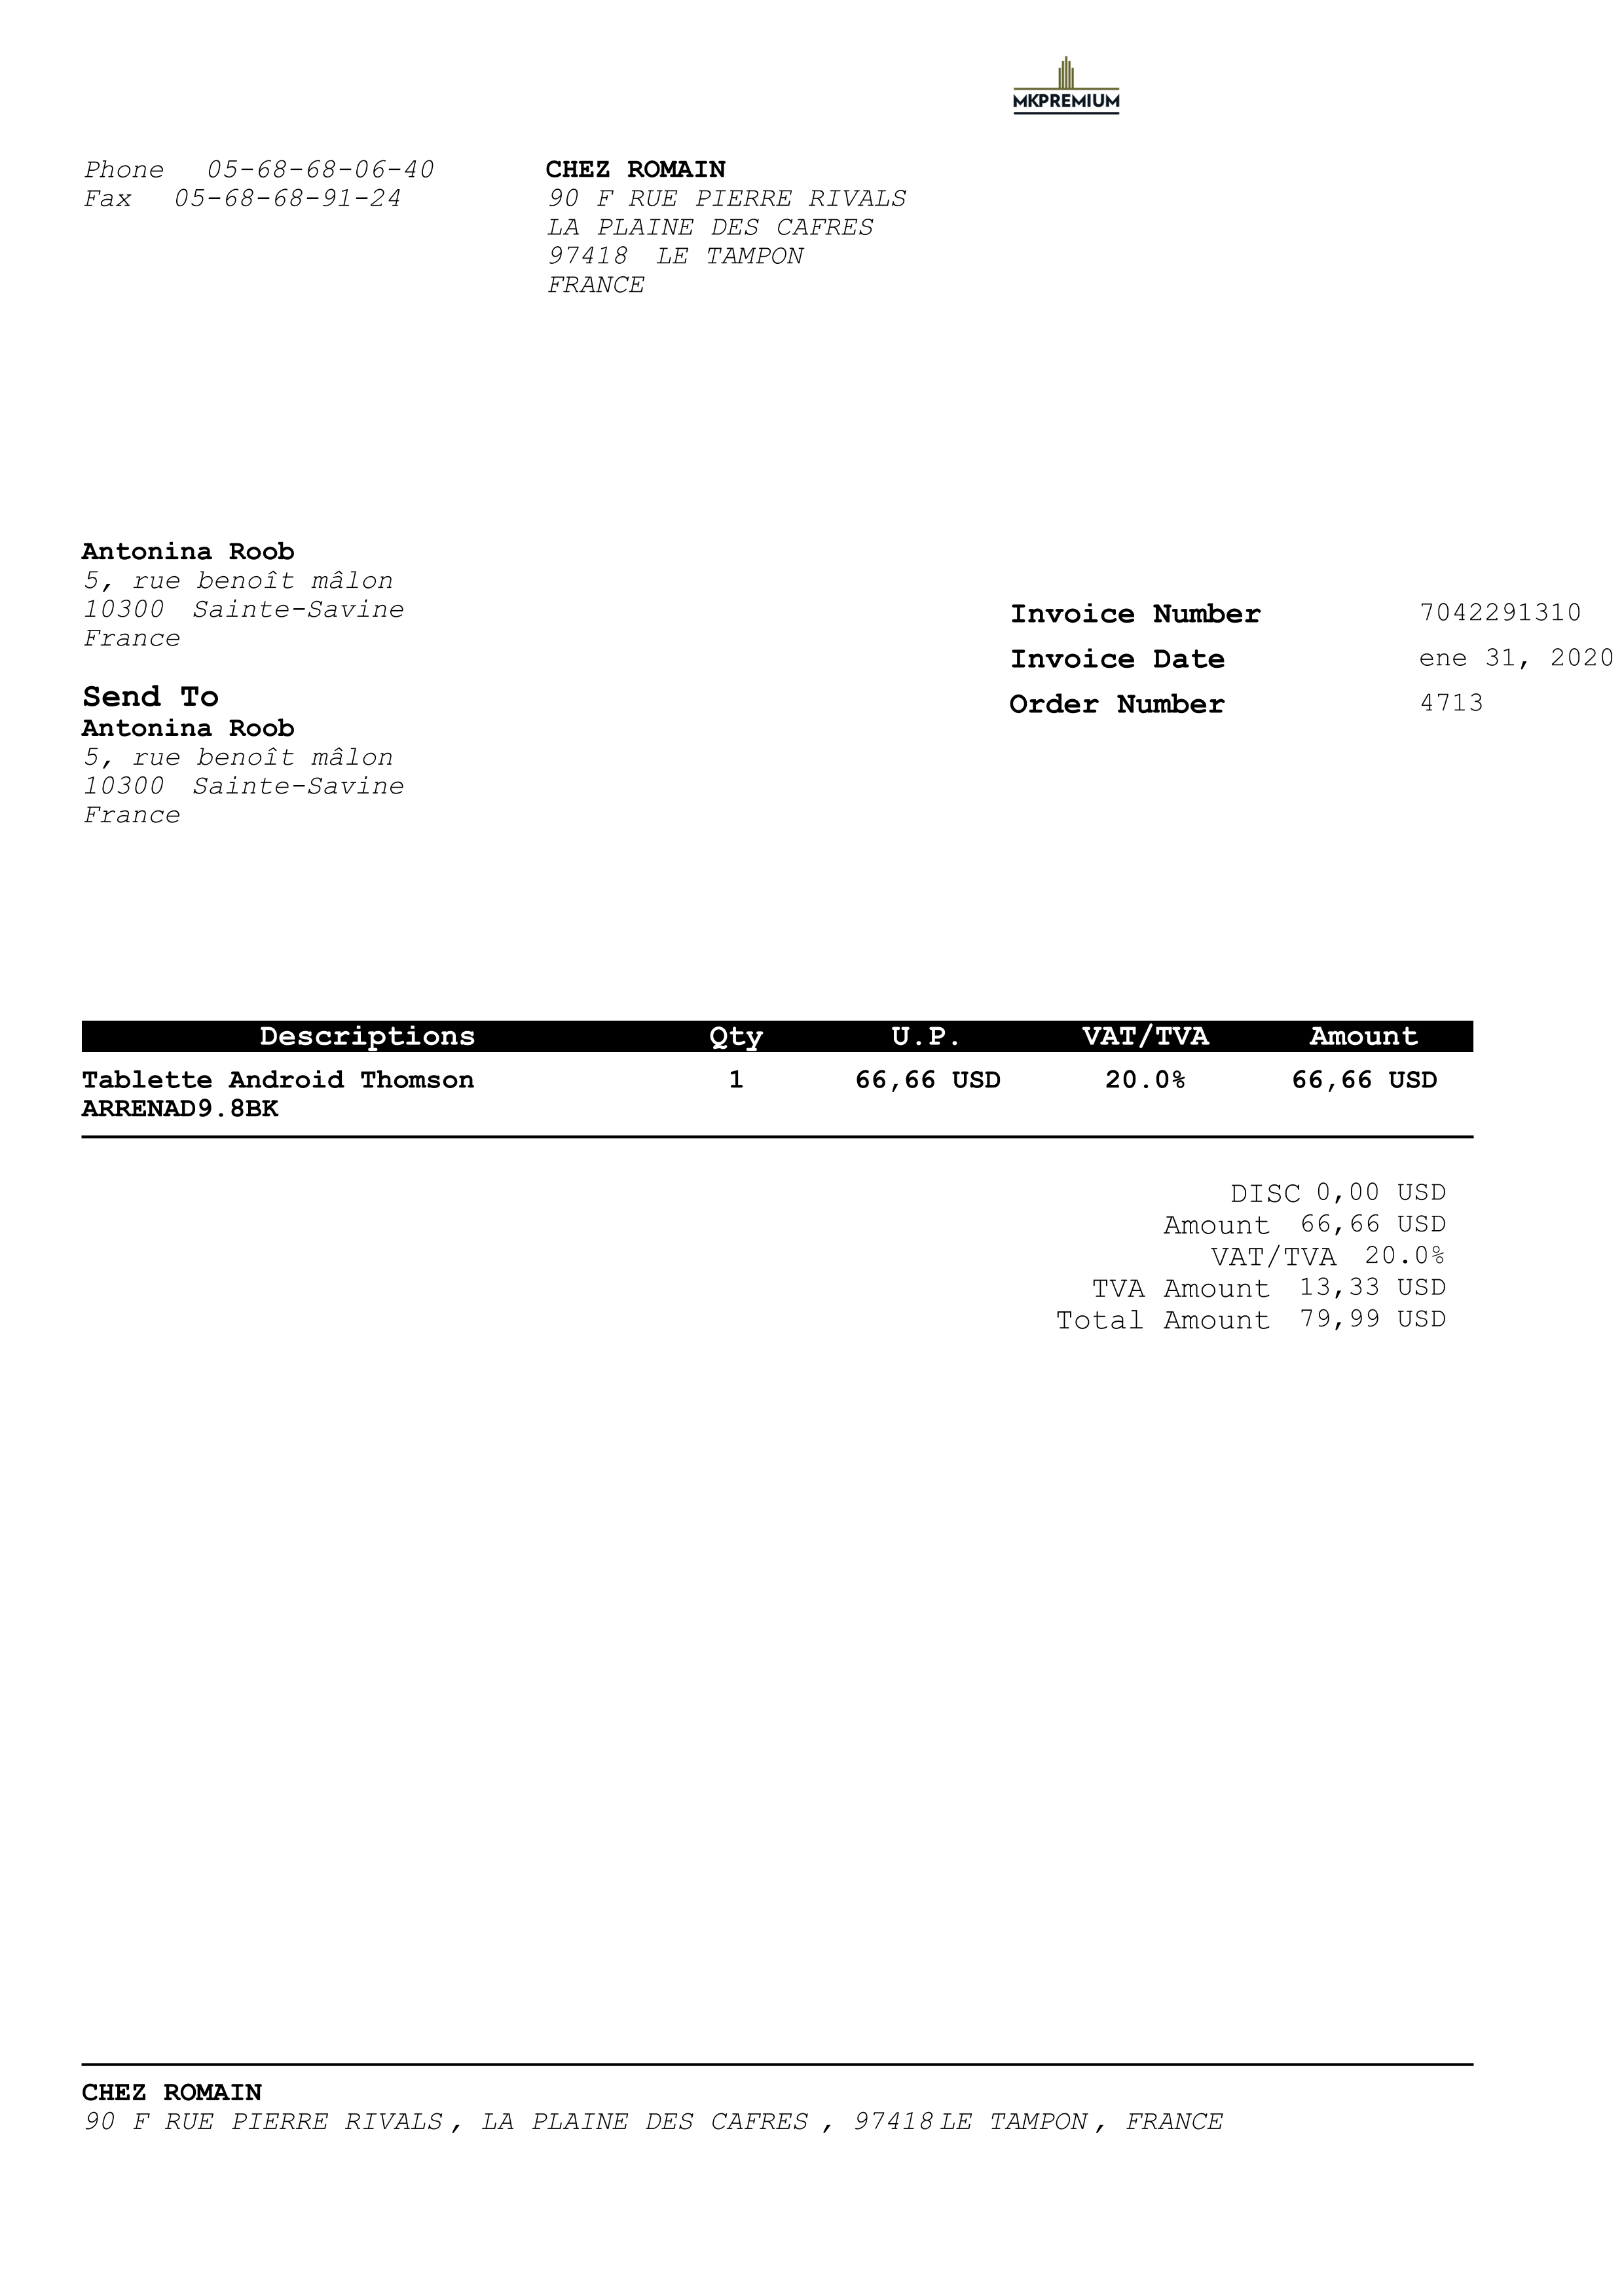 MKPREMIUM
Phone 05-68-68-06-40
Fax 05-68-68-91-24
CHEZ ROMAIN
90 F RUE PIERRE RIVALS
LA PLAINE DES CAFRES
97418 LE TAMPON
FRANCE
Antonina Roob
5, rue benoît mâlon
10300 Sainte-Savine
France
Invoice Number 7042291310
Invoice Date ene 31, 2020
Order Number 4713
Send To
Antonina Roob
5, rue benoît mâlon
10300 Sainte-Savine
France
Descriptions Qty U.P. VAT/TVA Amount
Tablette Android Thomson 1 66,66 USD 20.0% 66,66 USD
ARRENAD9.8BK
DISC 0,00 USD
Amount 66,66 USD
VAT/TVA 20.0%
TVA Amount 13,33 USD
Total Amount 79,99 USD
CHEZ ROMAIN
90 F RUE PIERRE RIVALS , LA PLAINE DES CAFRES , 97418 LE TAMPON , FRANCE